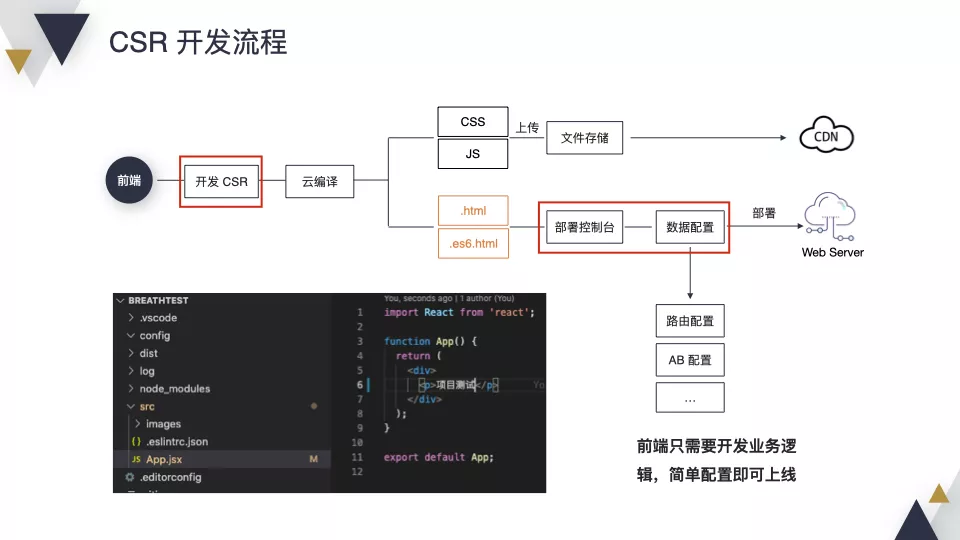 CSR 开发流程
前端
开发 CSR
云编译
CSS
JS
上传
文件存储
CDN
.html
.es6.html
部署控制台
数据配置
部署
Web Server
路由配置
AB 配置
...
前端只需要开发业务逻
辑，简单配置即可上线
BREATHTEST
.vscode
config
dist
log
node_modules
src
images
{} .eslintrc.json
JS App.jsx M
.editorconfig
You, seconds ago | 1 author (You)
1 import React from 'react';
2
3 function App() {
4 return (
5 <div>
6 <p>项目测试</p> Yo
7 </div>
8 );
9 }
10
11 export default App;
12